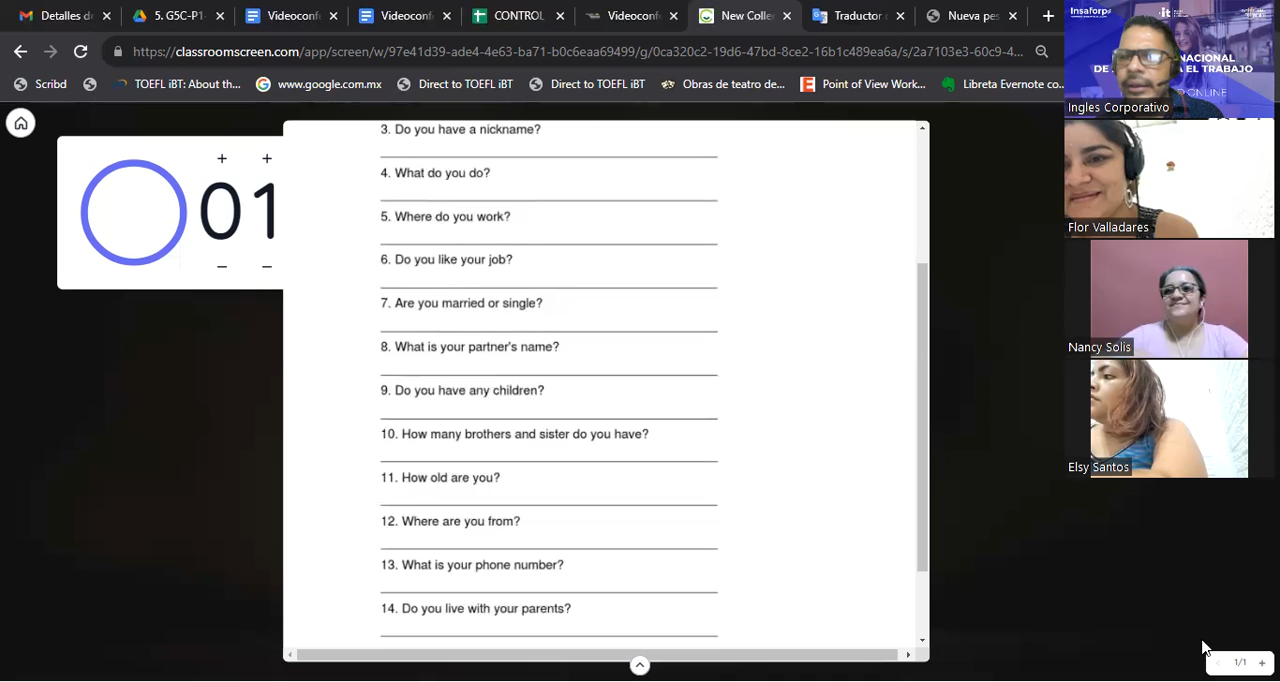 Detalles d
5. G5C-P1-
Videoconf
Videoconf
CONTROL
Videoconf
New Colle
Traductor d
Nueva pes
https://classroomscreen.com/app/screen/w/97e41d39-ade4-4e63-ba71-b0c6eaa69499/g/0ca320c2-19d6-47bd-8ce2-16b1c489ea6a/s/2a7103e3-60c9-4...
Scribd
TOEFL iBT: About th...
www.google.com.mx
Direct to TOEFL iBT
Direct to TOEFL iBT
Obras de teatro de...
Point of View Work...
Libreta Evernote co...
Insaforp
it
NACIONAL
DE
A EL TRABAJO
ONLINE
Ingles Corporativo
Flor Valladares
Nancy Solis
Elsy Santos
+ +
01
− −
3. Do you have a nickname?
4. What do you do?
5. Where do you work?
6. Do you like your job?
7. Are you married or single?
8. What is your partner's name?
9. Do you have any children?
10. How many brothers and sister do you have?
11. How old are you?
12. Where are you from?
13. What is your phone number?
14. Do you live with your parents?
1/1